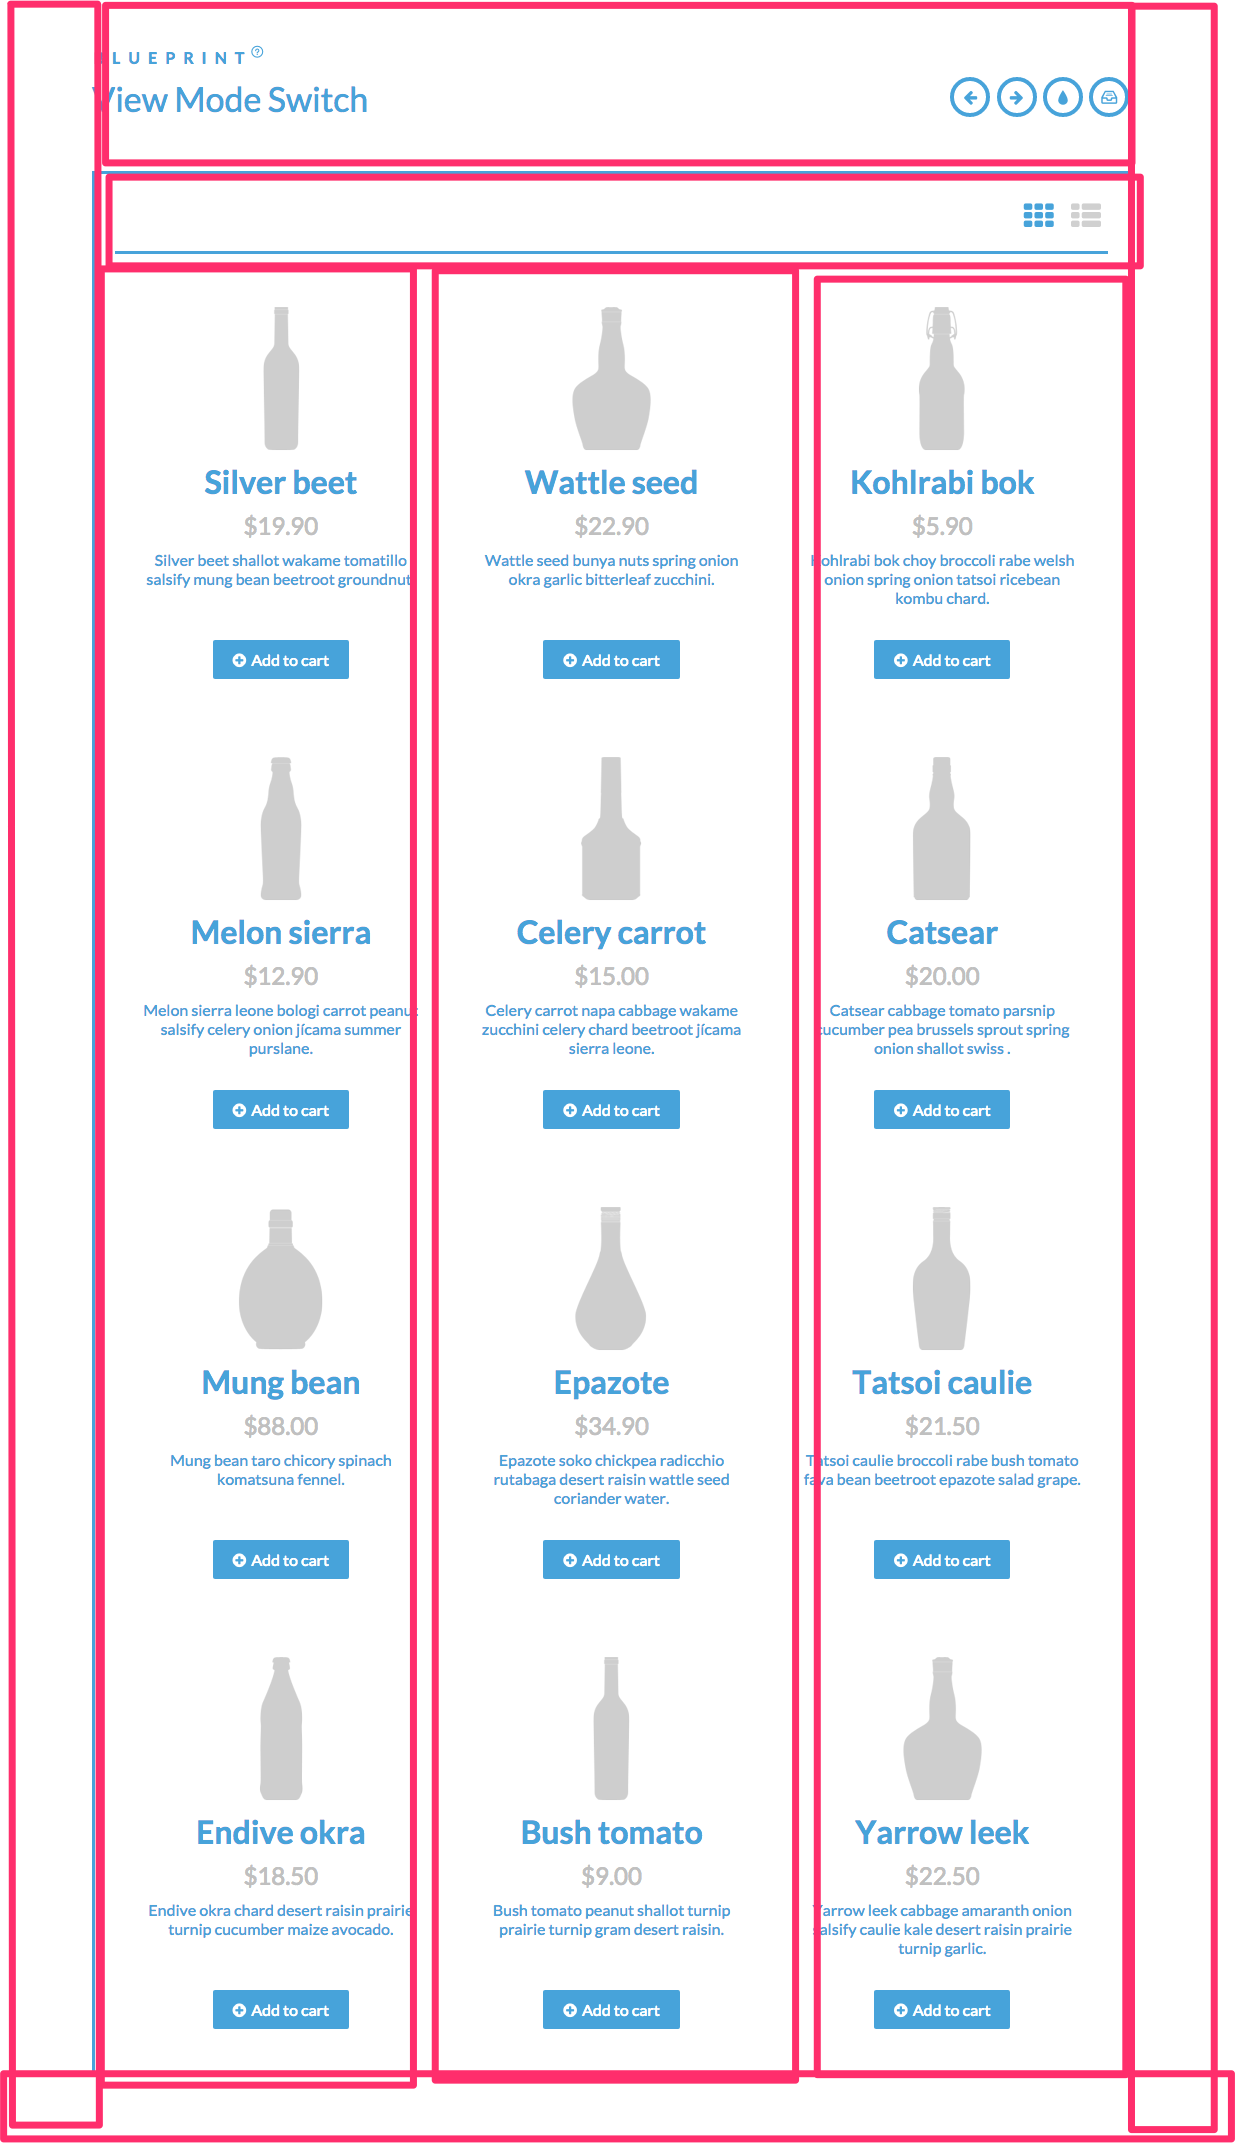 LUEPRINT
View Mode Switch
Silver beet
$19.90
Silver beet shallot wakame tomatillo
salsify mung bean beetroot groundnut
Add to cart
Wattle seed
$22.90
Wattle seed bunya nuts spring onion
okra garlic bitterleaf zucchini.
Add to cart
Kohlrabi bok
$5.90
Kohlrabi bok choy broccoli rabe welsh
onion spring onion tatsoi ricebean
kombu chard.
Add to cart
Melon sierra
$12.90
Melon sierra leone bologi carrot peanut
salsify celery onion jícama summer
purslane.
Add to cart
Celery carrot
$15.00
Celery carrot napa cabbage wakame
zucchini celery chard beetroot jícama
sierra leone.
Add to cart
Catsear
$20.00
Catsear cabbage tomato parsnip
cucumber pea brussels sprout spring
onion shallot swiss .
Add to cart
Mung bean
$88.00
Mung bean taro chicory spinach
komatsuna fennel.
Add to cart
Epazote
$34.90
Epazote soko chickpea radicchio
rutabaga desert raisin wattle seed
coriander water.
Add to cart
Tatsoi caulie
$21.50
Tatsoi caulie broccoli rabe bush tomato
fava bean beetroot epazote salad grape.
Add to cart
Endive okra
$18.50
Endive okra chard desert raisin prairie
turnip cucumber maize avocado.
Add to cart
Bush tomato
$9.00
Bush tomato peanut shallot turnip
prairie turnip gram desert raisin.
Add to cart
Yarrow leek
$22.50
Yarrow leek cabbage amaranth onion
salsify caulie kale desert raisin prairie
turnip garlic.
Add to cart